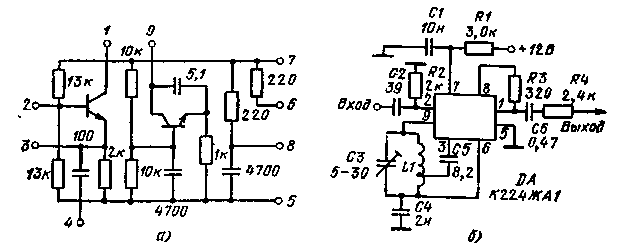 1
9
7
13к
10к
5,1
220
220
6
2
3
100
2к
1к
8
13к
10к
4700
4700
4
5
а)
C1
10н
R1
3,0к
+12В
C2
39
R2
2к
R3
320
R4
2,4к
Вход
2
7
8
1
9
3
6
5
C6
0,47
Выход
C3
5-30
L1
C5
8,2
C4
2н
DA
К224ЖА1
б)